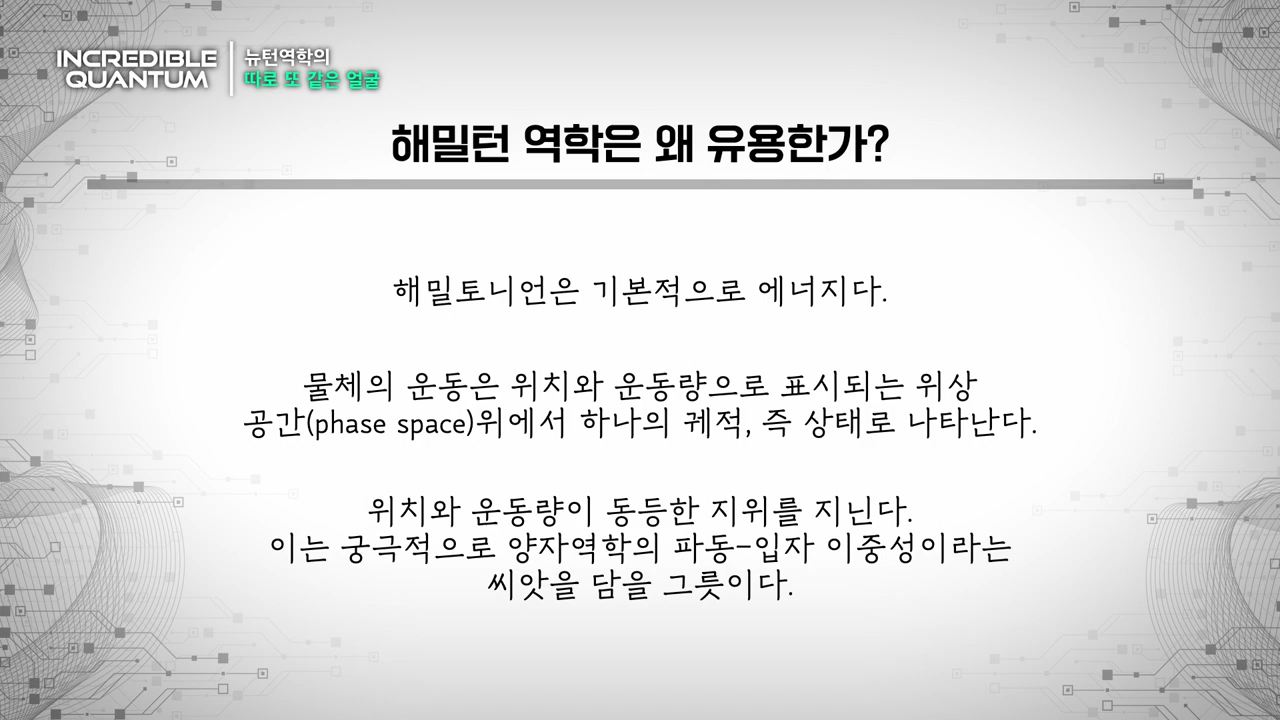 INCREDIBLE
QUANTUM
뉴턴역학의
따로 또 같은 얼굴
해밀턴 역학은 왜 유용한가?
해밀토니언은 기본적으로 에너지다.
물체의 운동은 위치와 운동량으로 표시되는 위상
공간(phase space)위에서 하나의 궤적, 즉 상태로 나타난다.
위치와 운동량이 동등한 지위를 지닌다.
이는 궁극적으로 양자역학의 파동-입자 이중성이라는
씨앗을 담을 그릇이다.